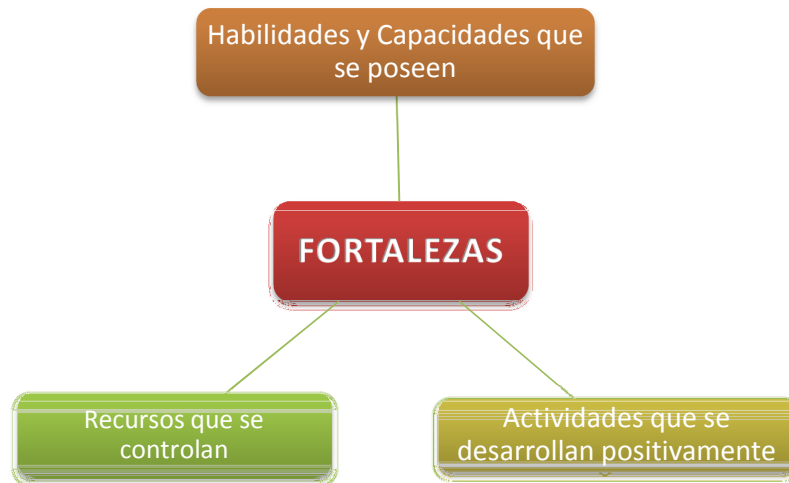 Habilidades y Capacidades que
se poseen
FORTALEZAS
Recursos que se
controlan
Actividades que se
desarrollan positivamente